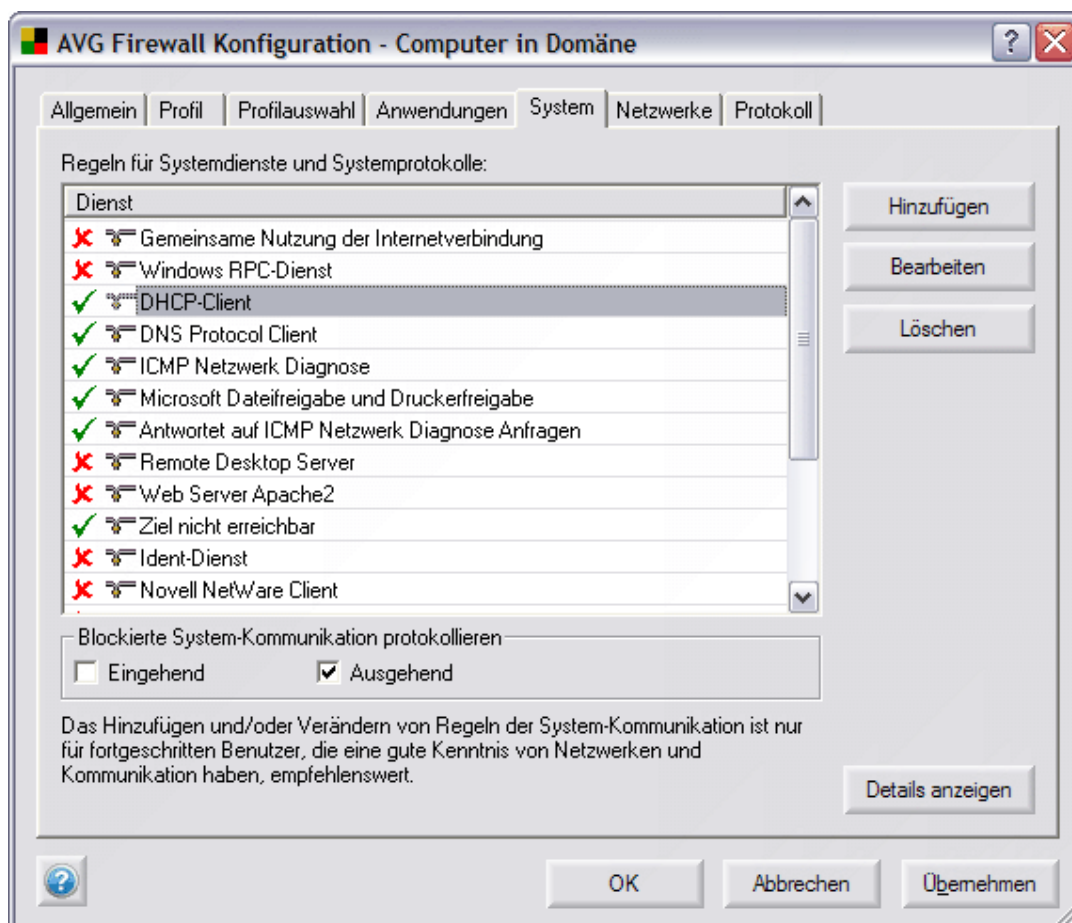 AVG Firewall Konfiguration - Computer in Domäne
Allgemein Profil Profilauswahl Anwendungen System Netzwerke Protokoll
Regeln für Systemdienste und Systemprotokolle:
Dienst
Gemeinsame Nutzung der Internetverbindung
Windows RPC-Dienst
DHCP-Client
DNS Protocol Client
ICMP Netzwerk Diagnose
Microsoft Dateifreigabe und Druckerfreigabe
Antwortet auf ICMP Netzwerk Diagnose Anfragen
Remote Desktop Server
Web Server Apache2
Ziel nicht erreichbar
Ident-Dienst
Novell NetWare Client
Hinzufügen
Bearbeiten
Löschen
Blockierte System-Kommunikation protokollieren
Eingehend Ausgehend
Das Hinzufügen und/oder Verändern von Regeln der System-Kommunikation ist nur
für fortgeschritten Benutzer, die eine gute Kenntnis von Netzwerken und
Kommunikation haben, empfehlenswert.
Details anzeigen
OK Abbrechen Übernehmen